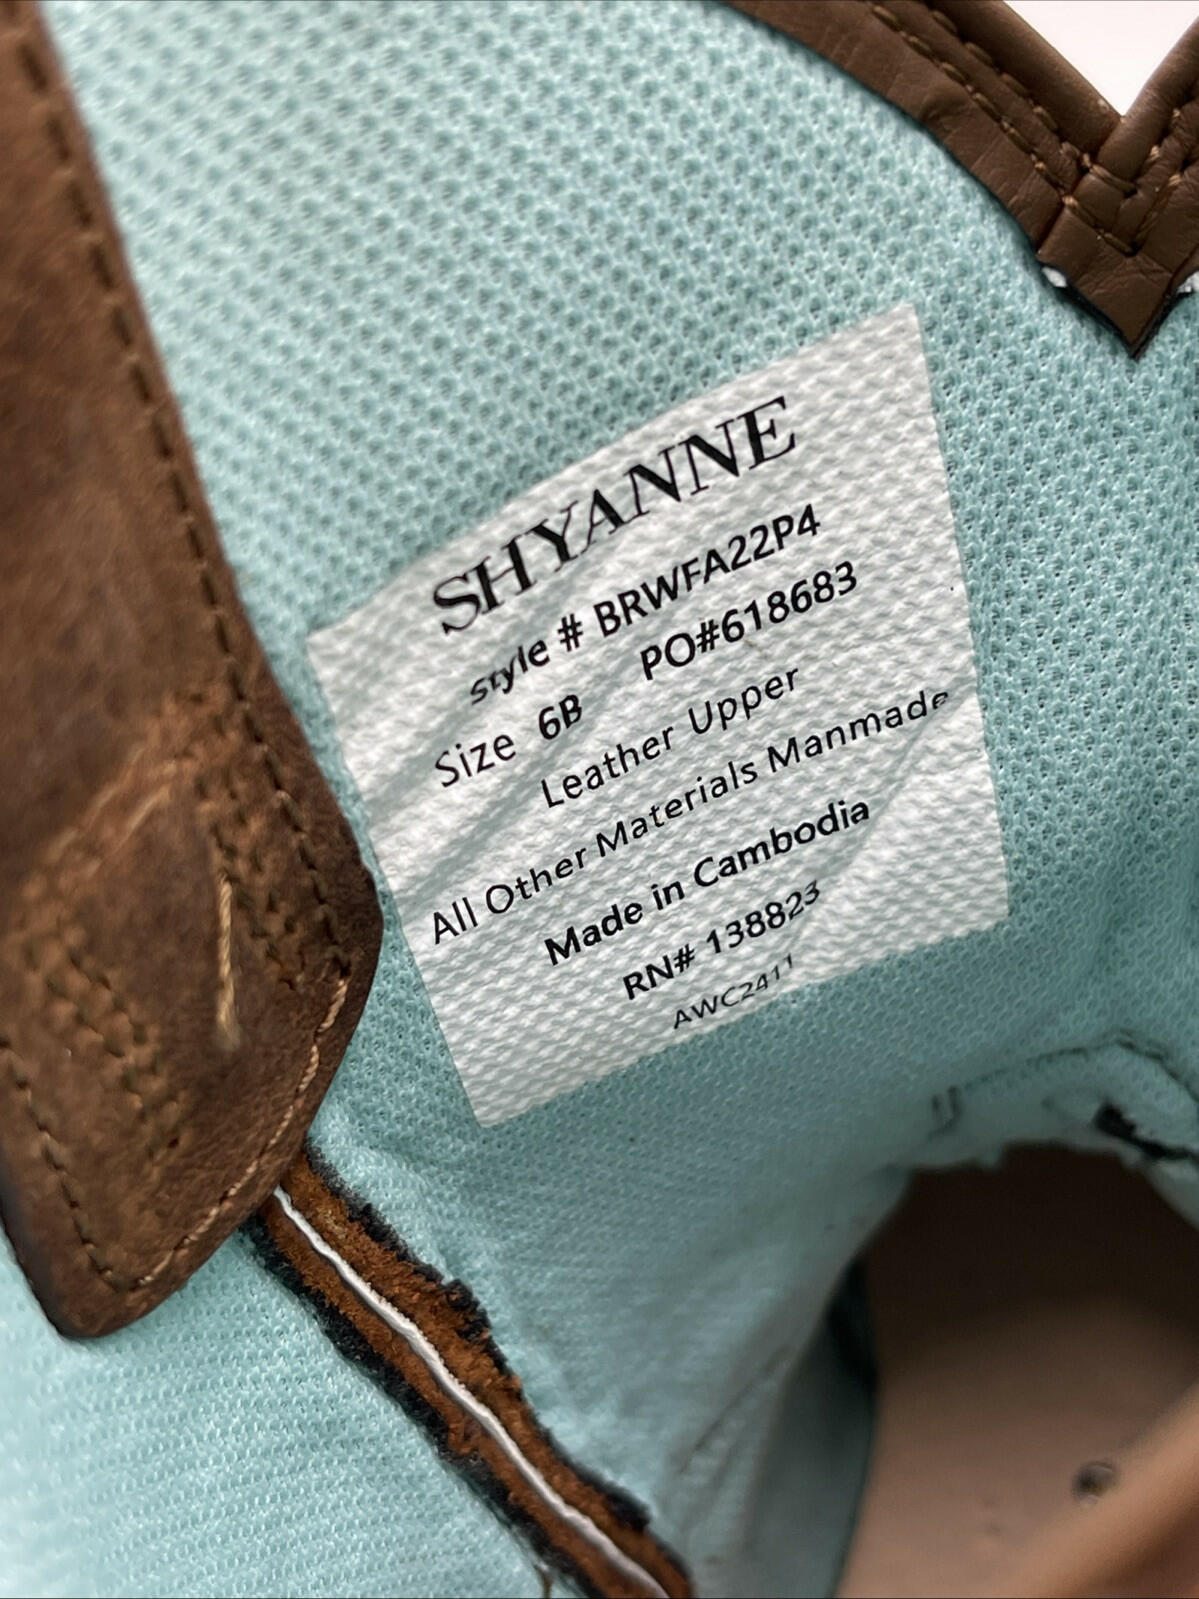 SHYANNE
Style # BRWFA22P4
Size 6B PO#618683
Leather Upper
All Other Materials Manmade
Made in Cambodia
RN# 138823
AWC2411